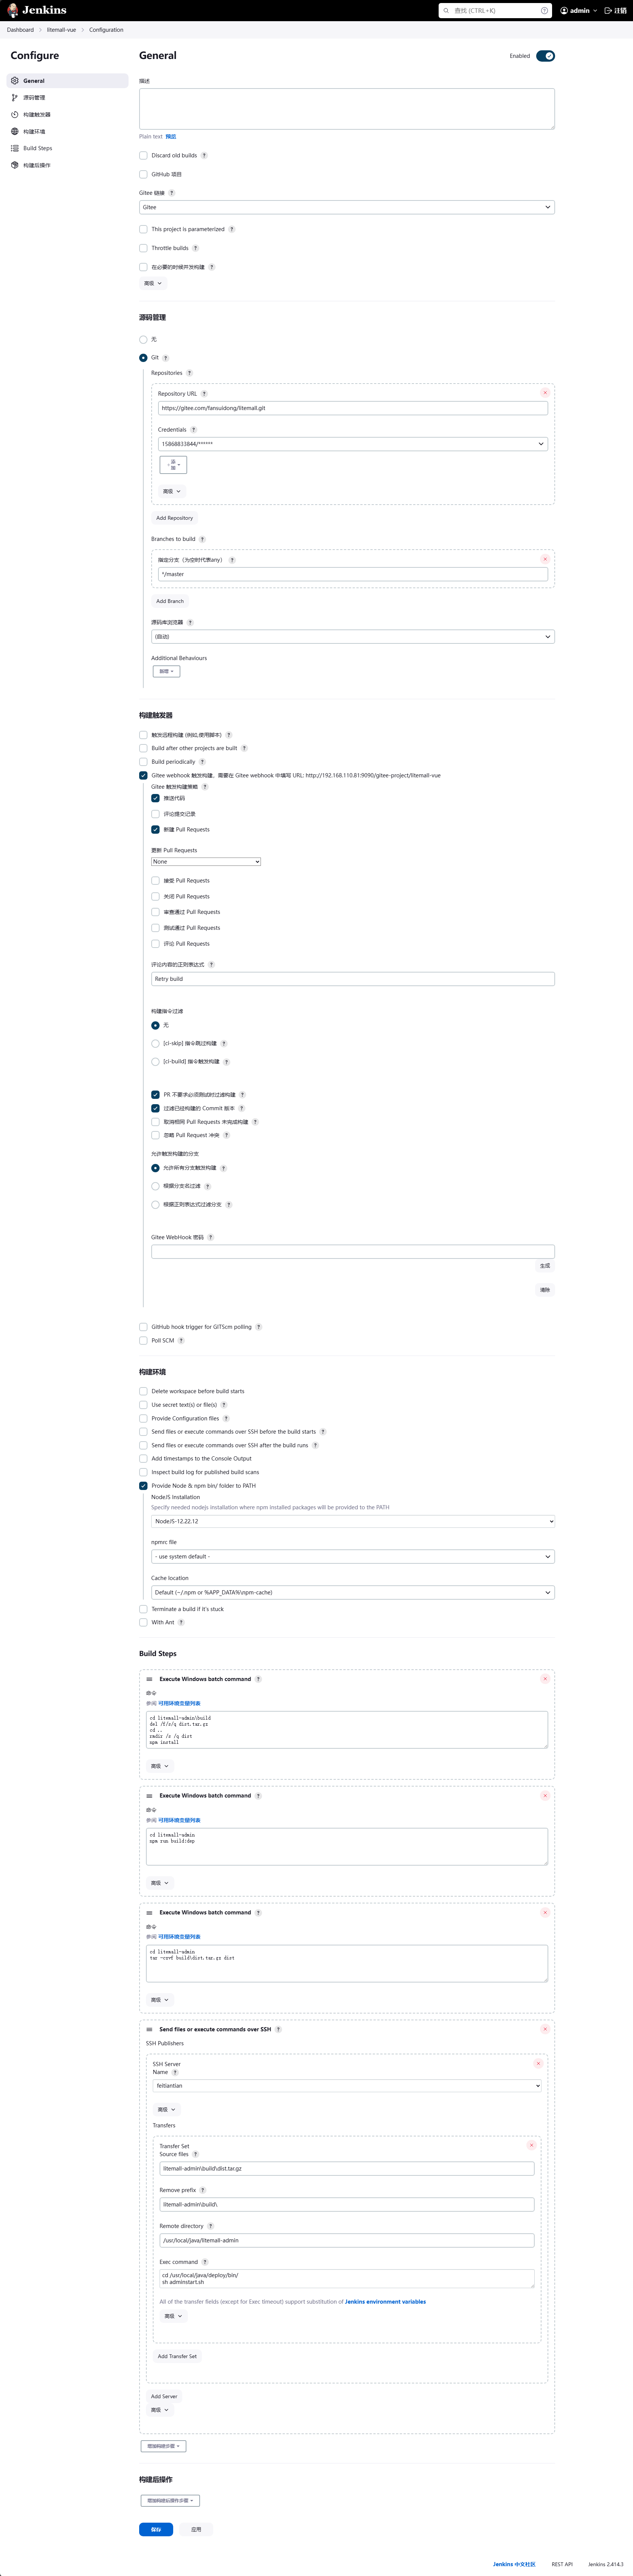 Jenkins
查找 (CTRL+K)
admin
注销
Dashboard
litemall-vue
Configuration
Configure
General
源码管理
构建触发器
构建环境
Build Steps
构建后操作
General
Enabled
描述
Plain text 预览
Discard old builds ?
GitHub 项目
Gitee 链接 ?
Gitee
This project is parameterized ?
Throttle builds ?
在必要的时候并发构建 ?
高级
源码管理
无
Git ?
Repositories ?
Repository URL ?
https://gitee.com/fansuidong/litemall.git
Credentials ?
15868833844/******
添加
高级
Add Repository
Branches to build ?
指定分支（为空时代表any） ?
*/master
Add Branch
源码库浏览器 ?
(自动)
Additional Behaviours
新增
构建触发器
触发远程构建 (例如,使用脚本) ?
Build after other projects are built ?
Build periodically ?
Gitee webhook 触发构建，需要在 Gitee webhook 中填写 URL: http://192.168.110.81:9090/gitee-project/litemall-vue
Gitee 触发构建策略 ?
推送代码
评论提交记录
新建 Pull Requests
更新 Pull Requests
None
接受 Pull Requests
关闭 Pull Requests
审查通过 Pull Requests
测试通过 Pull Requests
评论 Pull Requests
评论内容的正则表达式 ?
Retry build
构建指令过滤
无
[ci-skip] 指令跳过构建 ?
[ci-build] 指令触发构建 ?
PR 不要求必须测试时过滤构建 ?
过滤已经构建的 Commit 版本 ?
取消相同 Pull Requests 未完成构建 ?
忽略 Pull Request 冲突 ?
允许触发构建的分支
允许所有分支触发构建 ?
根据分支名过滤 ?
根据正则表达式过滤分支 ?
Gitee WebHook 密码 ?
生成
清除
GitHub hook trigger for GITScm polling ?
Poll SCM ?
构建环境
Delete workspace before build starts
Use secret text(s) or file(s) ?
Provide Configuration files ?
Send files or execute commands over SSH before the build starts ?
Send files or execute commands over SSH after the build runs ?
Add timestamps to the Console Output
Inspect build log for published build scans
Provide Node & npm bin/ folder to PATH
NodeJS Installation
Specify needed nodejs installation where npm installed packages will be provided to the PATH
NodeJS-12.22.12
npmrc file
- use system default -
Cache location
Default (~/.npm or %APP_DATA%\npm-cache)
Terminate a build if it's stuck
With Ant ?
Build Steps
Execute Windows batch command ?
命令
参阅 可用环境变量列表
cd litemall-admin\build
del /f/s/q dist.tar.gz
cd ..
rmdir /s /q dist
npm install
高级
Execute Windows batch command ?
命令
参阅 可用环境变量列表
cd litemall-admin
npm run build:dep
高级
Execute Windows batch command ?
命令
参阅 可用环境变量列表
cd litemall-admin
tar -czvf build\dist.tar.gz dist
高级
Send files or execute commands over SSH ?
SSH Publishers
SSH Server
Name ?
feitiantian
高级
Transfers
Transfer Set
Source files ?
litemall-admin\build\dist.tar.gz
Remove prefix ?
litemall-admin\build\
Remote directory ?
/usr/local/java/litemall-admin
Exec command ?
cd /usr/local/java/deploy/bin/
sh adminstart.sh
All of the transfer fields (except for Exec timeout) support substitution of Jenkins environment variables
高级
Add Transfer Set
Add Server
高级
增加构建步骤
构建后操作
增加构建后操作步骤
保存
应用
Jenkins 中文社区
REST API
Jenkins 2.414.3